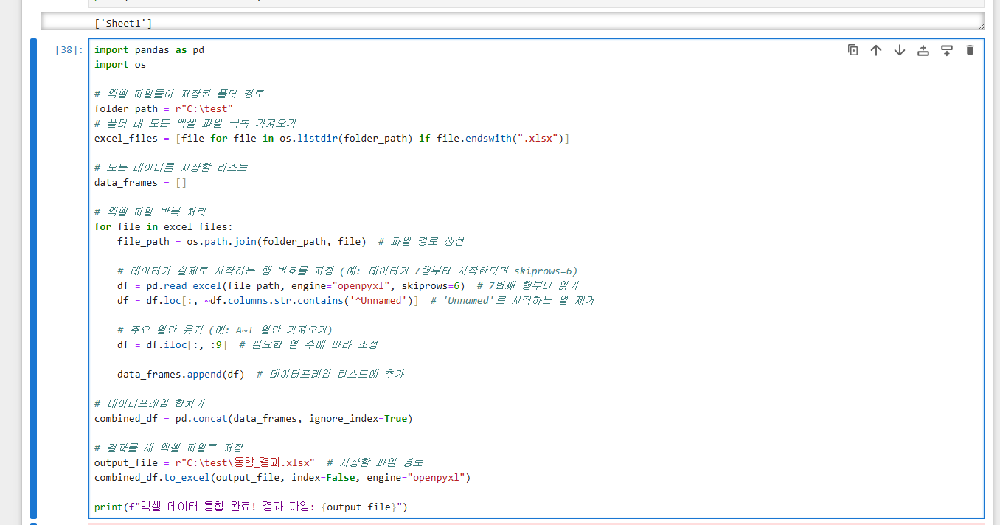 ['Sheet1']
[38]:
import pandas as pd
import os
# 엑셀 파일들이 저장된 폴더 경로
folder_path = r"C:\test"
# 폴더 내 모든 엑셀 파일 목록 가져오기
excel_files = [file for file in os.listdir(folder_path) if file.endswith(".xlsx")]
# 모든 데이터를 저장할 리스트
data_frames = []
# 엑셀 파일 반복 처리
for file in excel_files:
    file_path = os.path.join(folder_path, file)  # 파일 경로 생성
    # 데이터가 실제로 시작하는 행 번호를 지정 (예: 데이터가 7행부터 시작한다면 skiprows=6)
    df = pd.read_excel(file_path, engine="openpyxl", skiprows=6)  # 7번째 행부터 읽기
    df = df.loc[:, ~df.columns.str.contains('^Unnamed')]  # 'Unnamed'로 시작하는 열 제거
    # 주요 열만 유지 (예: A~I 열만 가져오기)
    df = df.iloc[:, :9]  # 필요한 열 수에 따라 조정
    data_frames.append(df)  # 데이터프레임 리스트에 추가
# 데이터프레임 합치기
combined_df = pd.concat(data_frames, ignore_index=True)
# 결과를 새 엑셀 파일로 저장
output_file = r"C:\test\통합_결과.xlsx"  # 저장할 파일 경로
combined_df.to_excel(output_file, index=False, engine="openpyxl")
print(f"엑셀 데이터 통합 완료! 결과 파일: {output_file}")